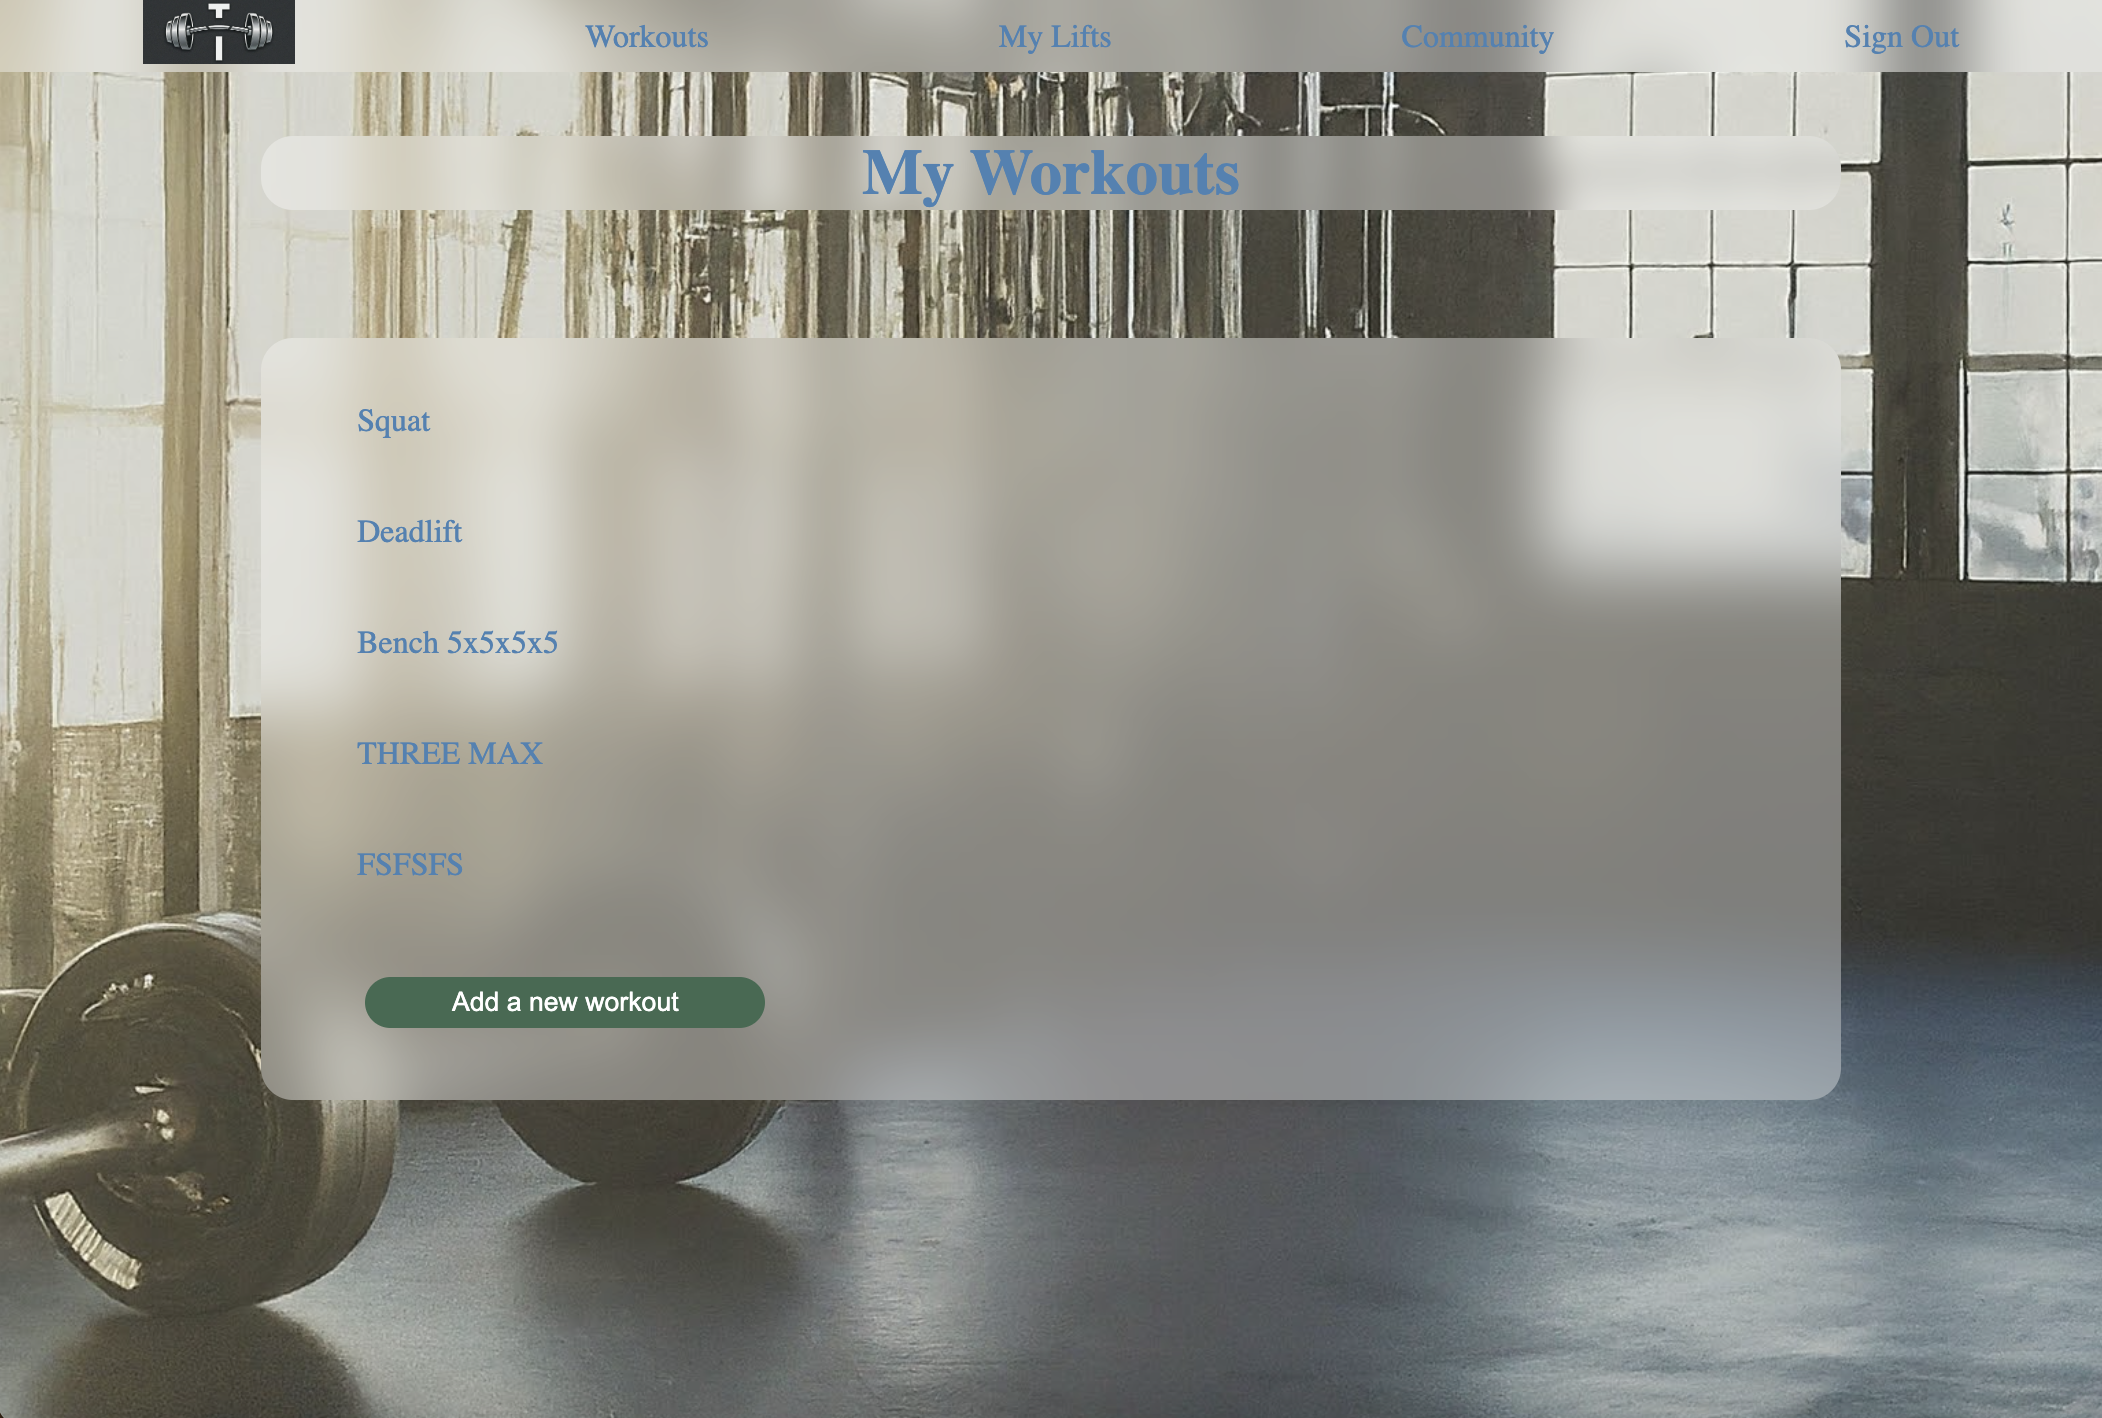 Workouts My Lifts Community Sign Out
My Workouts
Squat
Deadlift
Bench 5x5x5x5
THREE MAX
FSFSFS
Add a new workout